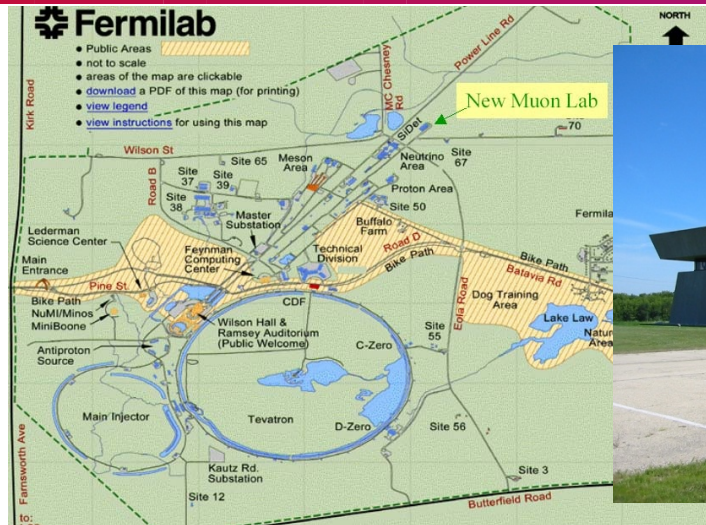 Fermilab
NORTH
• Public Areas
• not to scale
• areas of the map are clickable
• download a PDF of this map (for printing)
• view legend
• view instructions for using this map
Kirk Road
Power Line Rd
MC Chesney
Rd
New Muon Lab
SiDet
70
Wilson St
Site 65
Meson
Area
Neutrino
Area
Site
67
Road B
Site
37
Site
39
Site
38
Proton Area
Site 50
Master
Substation
Buffalo
Farm
Lederman
Science Center
Feynman
Computing
Center
Technical
Division
Road D
Bike Path
Fermila
Main
Entrance
Pine St.
Bike Path
Batavia Rd
Bike Path
NuMI/Minos
MiniBoone
CDF
Dog Training
Area
Eola Road
Wilson Hall &
Ramsey Auditorium
(Public Welcome)
Lake Law
Natur
Area
Antiproton
Source
C-Zero
Site
55
Main Injector
Tevatron
D-Zero
Site 56
Kautz Rd.
Substation
Site 3
Site 12
Butterfield Road
Farnsworth Ave
to: